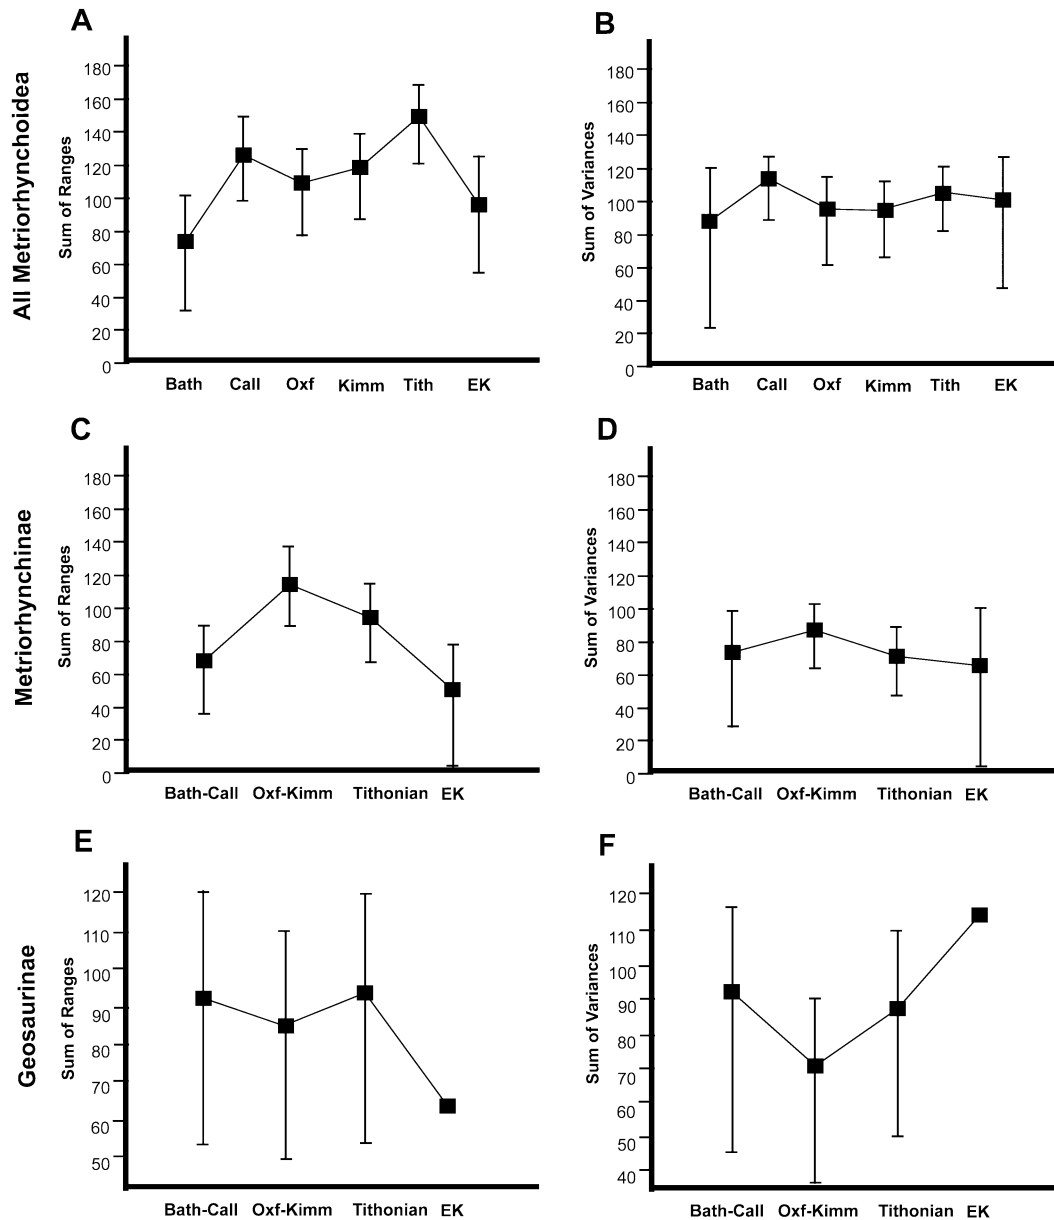 A
All Metriorhynchoidea
Sum of Ranges
180
160
140
120
100
80
60
40
20
0
Bath Call Oxf Kimm Tith EK
B
Sum of Variances
180
160
140
120
100
80
60
40
20
0
Bath Call Oxf Kimm Tith EK
C
Metriorhynchinae
Sum of Ranges
180
160
140
120
100
80
60
40
20
0
Bath-Call Oxf-Kimm Tithonian EK
D
Sum of Variances
180
160
140
120
100
80
60
40
20
0
Bath-Call Oxf-Kimm Tithonian EK
E
Geosaurinae
Sum of Ranges
120
110
100
90
80
70
60
50
Bath-Call Oxf-Kimm Tithonian EK
F
Sum of Variances
120
110
100
90
80
70
60
50
40
Bath-Call Oxf-Kimm Tithonian EK